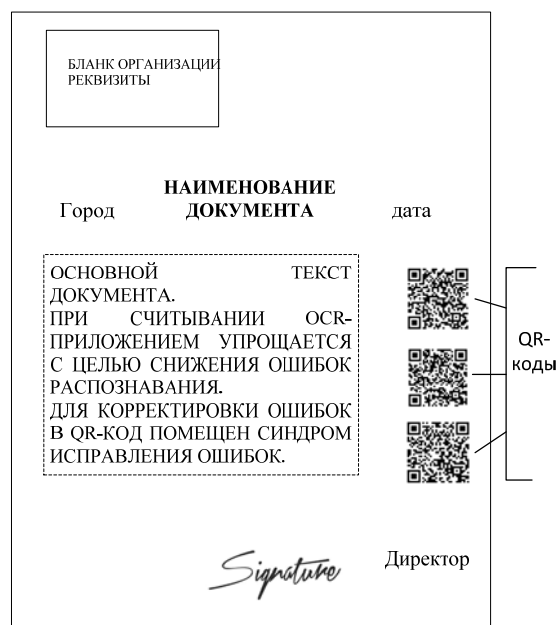 БЛАНК ОРГАНИЗАЦИИ
РЕКВИЗИТЫ
НАИМЕНОВАНИЕ
Город ДОКУМЕНТА дата
ОСНОВНОЙ ТЕКСТ
ДОКУМЕНТА.
ПРИ СЧИТЫВАНИИ OCR-
ПРИЛОЖЕНИЕМ УПРОЩАЕТСЯ
С ЦЕЛЬЮ СНИЖЕНИЯ ОШИБОК
РАСПОЗНАВАНИЯ.
ДЛЯ КОРРЕКТИРОВКИ ОШИБОК
В QR-КОД ПОМЕЩЕН СИНДРОМ
ИСПРАВЛЕНИЯ ОШИБОК.
QR-
коды
Signature Директор